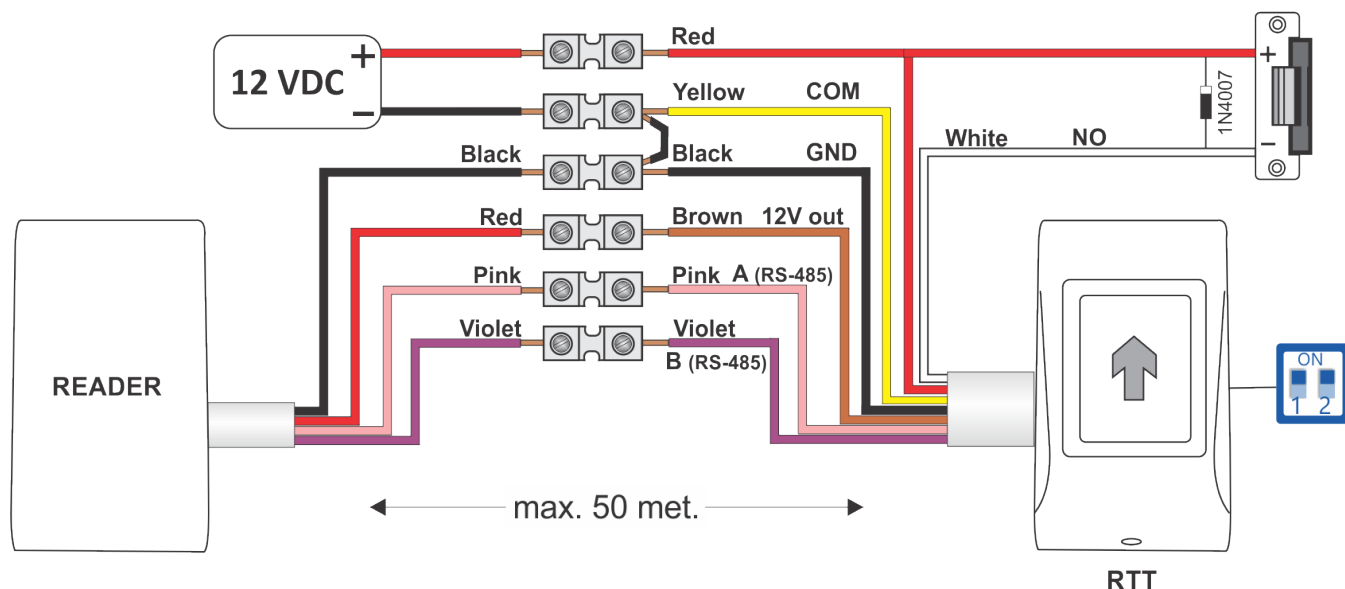 Red
+
12 VDC
−
+
Yellow COM
1N4007
Black
Black GND
White NO
−
Red
Brown 12V out
Pink
Pink A (RS-485)
Violet
Violet
B (RS-485)
READER
ON
1 2
max. 50 met.
RTT